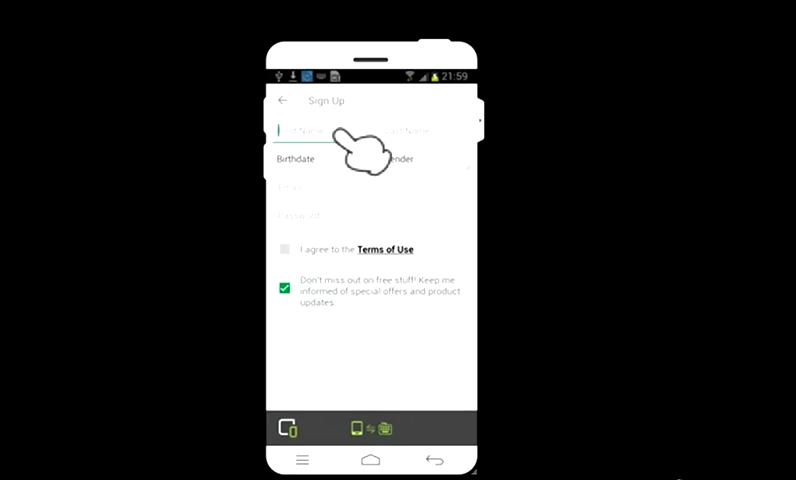 21:59
Sign Up
First Name Last Name
Birthdate ender
Email
Password
I agree to the Terms of Use
Don't miss out on free stuff! Keep me
informed of special offers and product
updates.